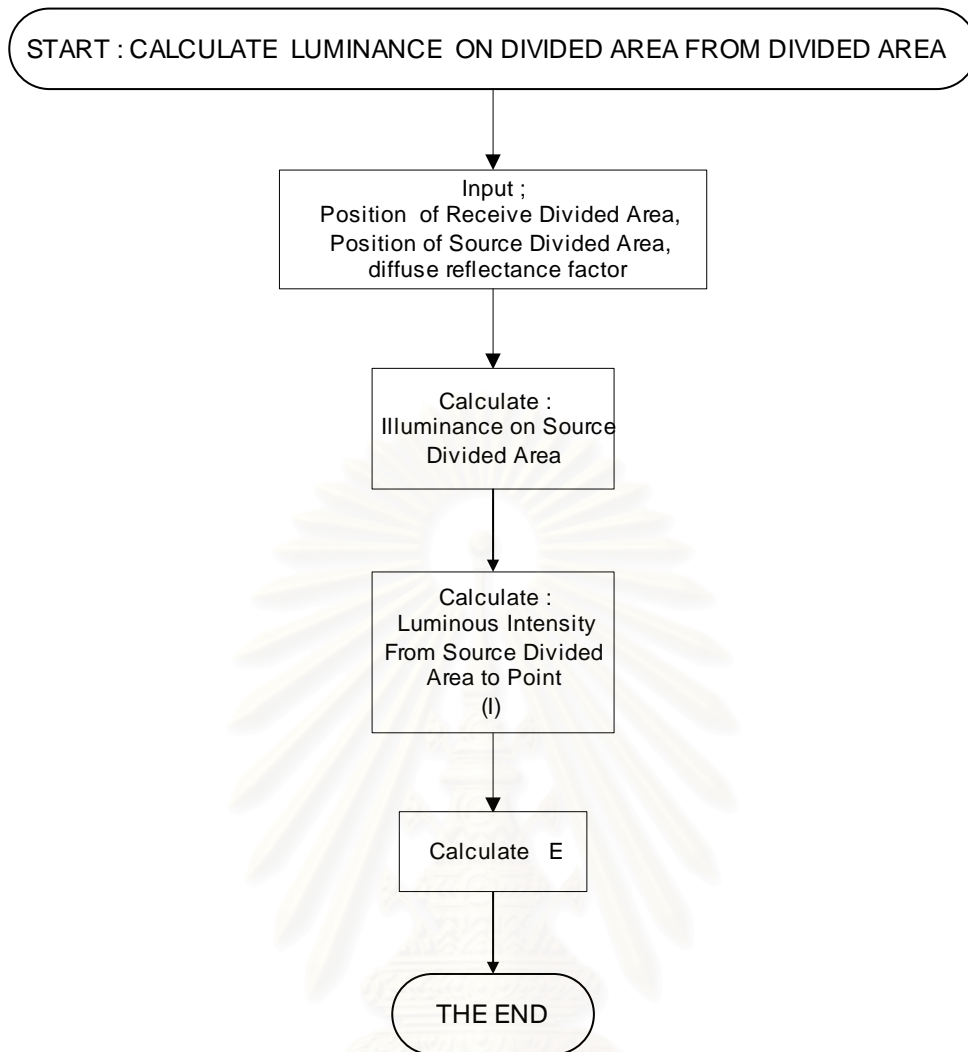 START : CALCULATE LUMINANCE ON DIVIDED AREA FROM DIVIDED AREA
Input ;
Position of Receive Divided Area,
Position of Source Divided Area,
diffuse reflectance factor
Calculate :
Illuminance on Source
Divided Area
Calculate :
Luminous Intensity
From Source Divided
Area to Point
(I)
Calculate E
THE END